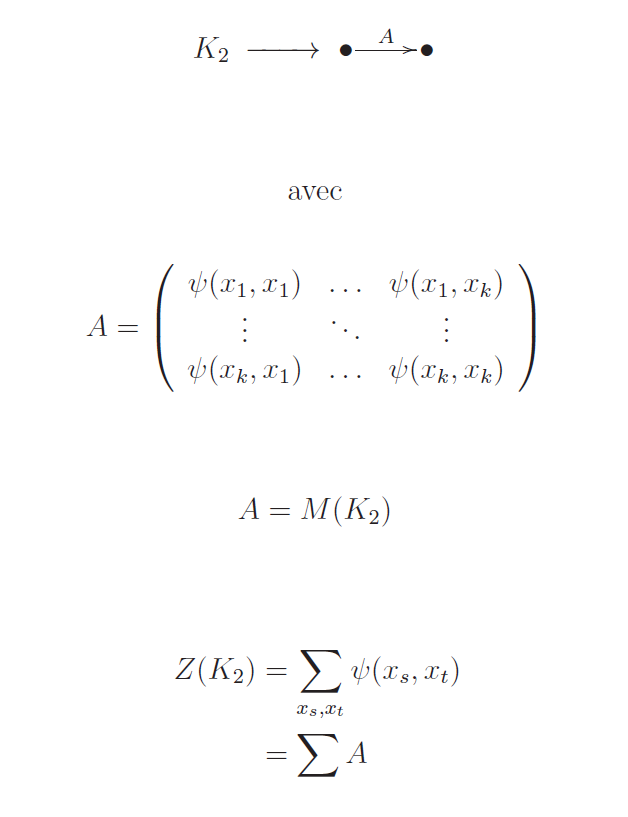 K₂ ⟶ •—A→•
avec
A = ( ψ(x₁, x₁) … ψ(x₁, xₖ)
⋮ ⋱ ⋮
ψ(xₖ, x₁) … ψ(xₖ, xₖ) )
A = M(K₂)
Z(K₂) = ∑_{xₛ,xₜ} ψ(xₛ, xₜ)
= ∑ A